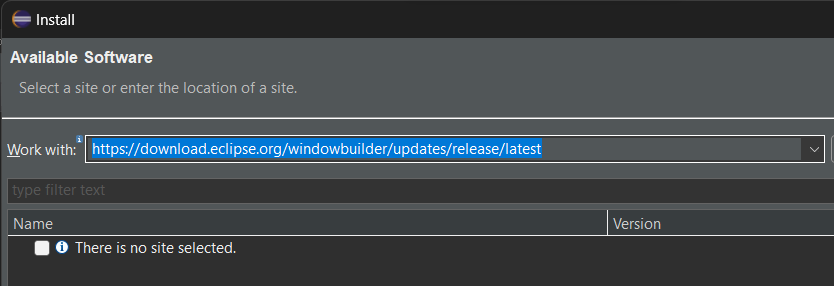 Install
Available Software
Select a site or enter the location of a site.
Work with: https://download.eclipse.org/windowbuilder/updates/release/latest
type filter text
Name Version
There is no site selected.